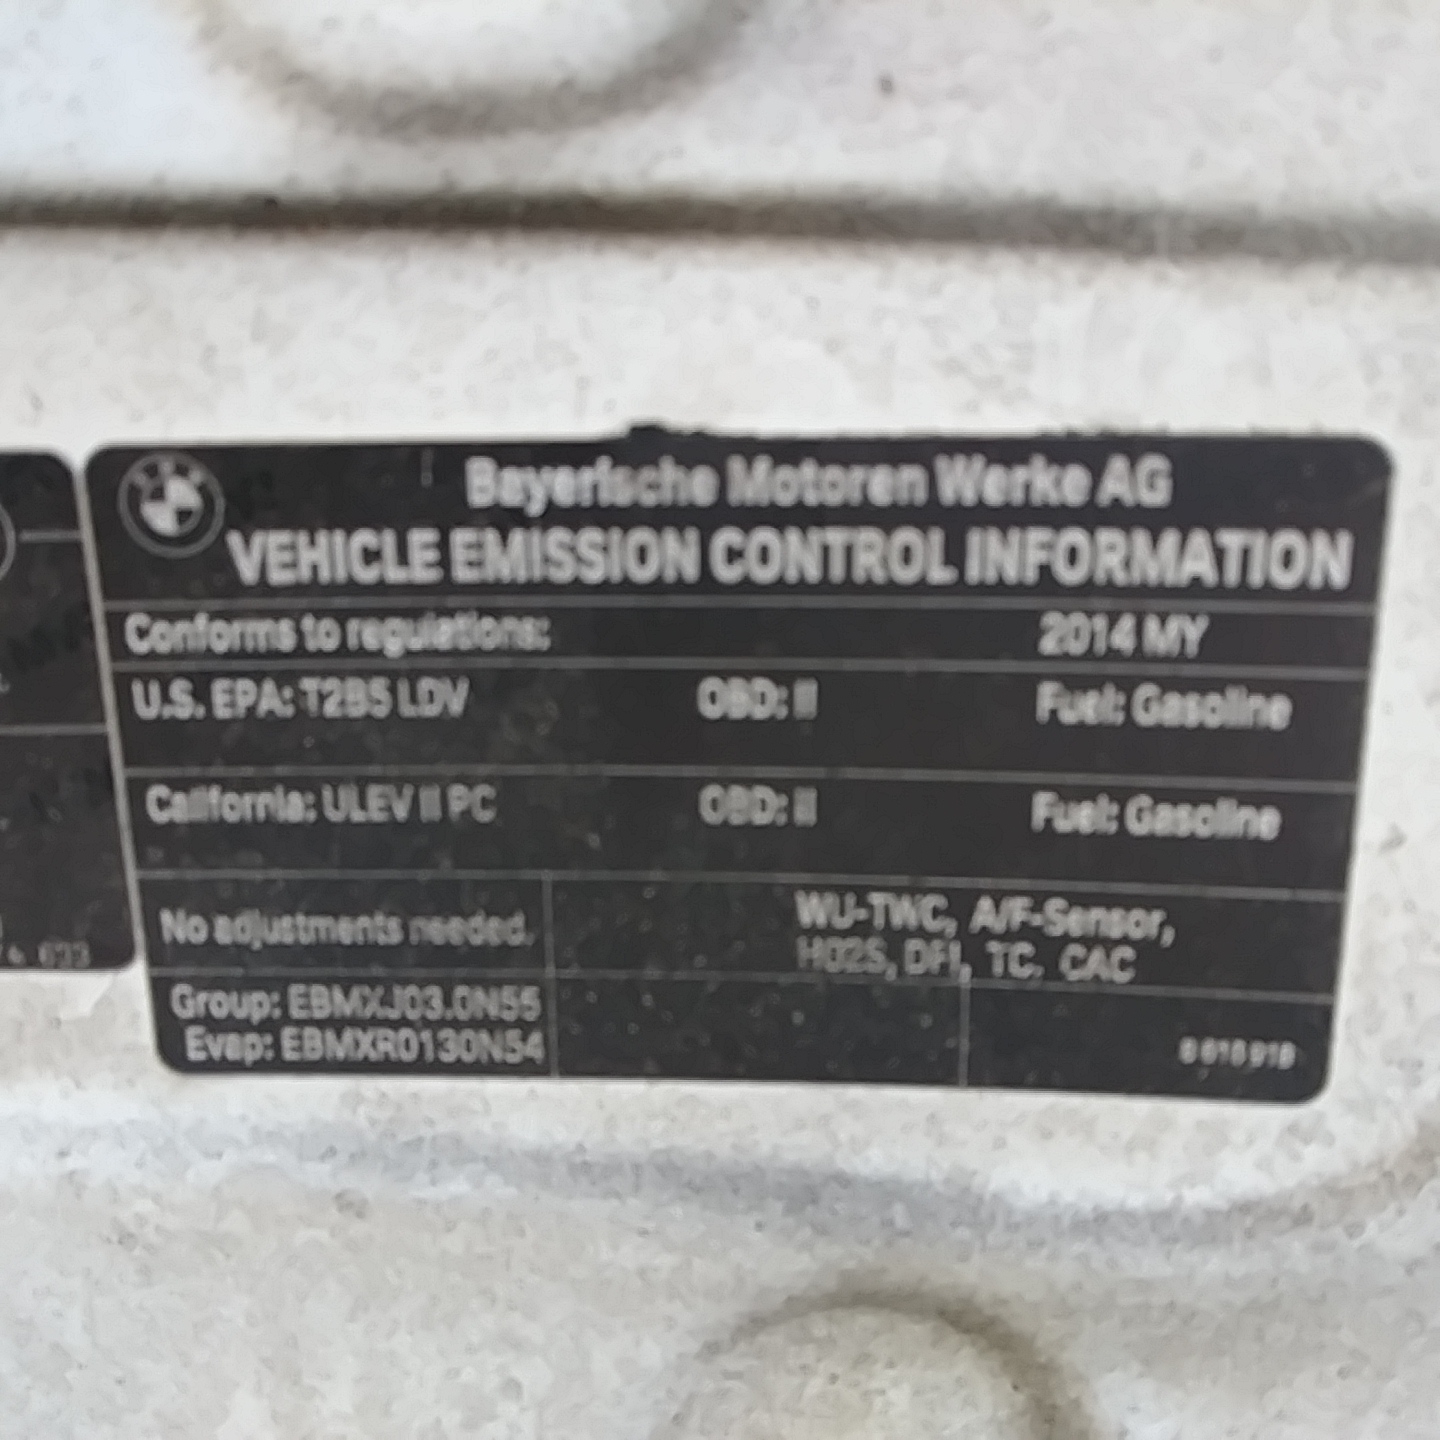 Bayerische Motoren Werke AG
VEHICLE EMISSION CONTROL INFORMATION
Conforms to regulations: 2014 MY
U.S. EPA: T2B5 LDV OBD: II Fuel: Gasoline
California: ULEV II PC OBD: II Fuel: Gasoline
No adjustments needed.
WU-TWC, A/F-Sensor,
HO2S, DFI, TC, CAC
Group: EBMXJ03.0N55
Evap: EBMXR0130N54